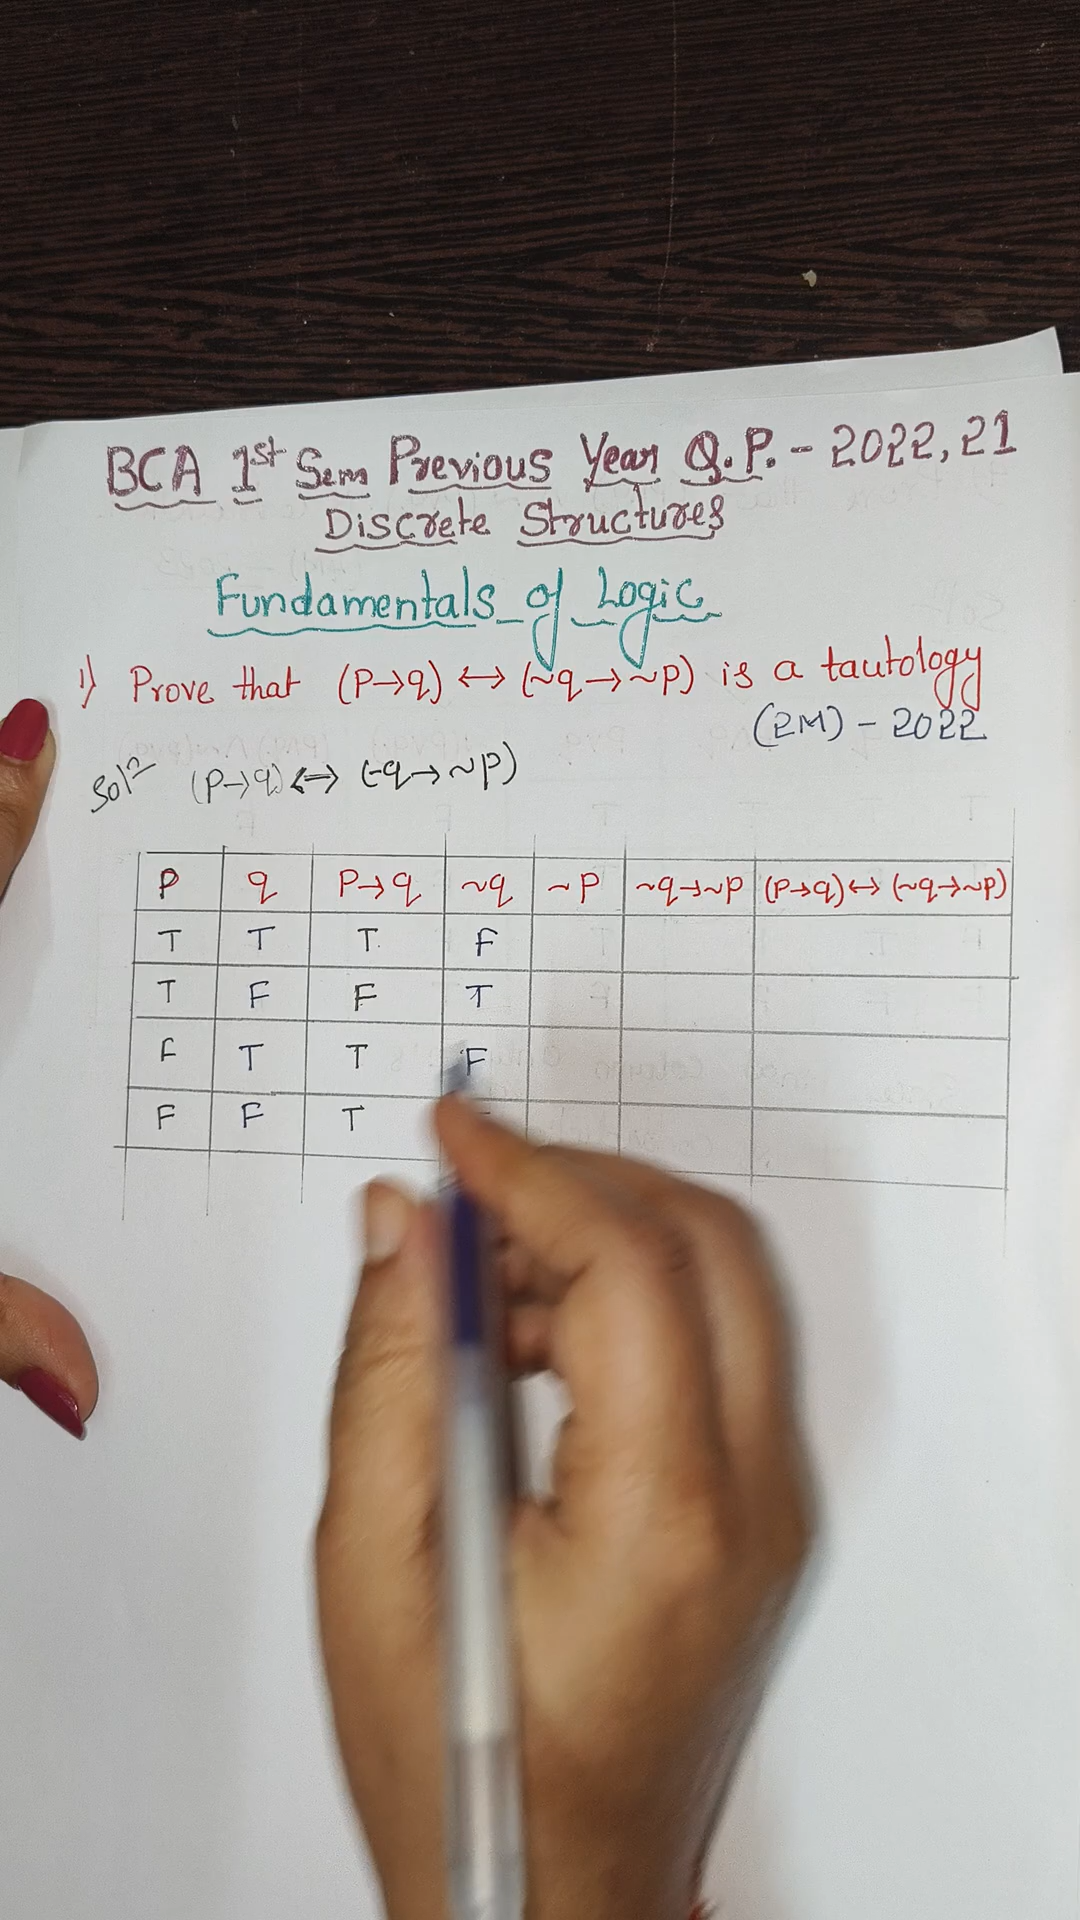 BCA 1st Sem Previous Year Q.P. - 2022, 21
Discrete Structures
Fundamentals of Logic
1) Prove that (P→q) ↔ (~q→~p) is a tautology
(2M) - 2022
Solⁿ (P→q) ↔ (~q→~p)
P q P→q ~q ~P ~q→~p (P→q)↔(~q→~p)
T T T F
T F F T
F T T F
F F T